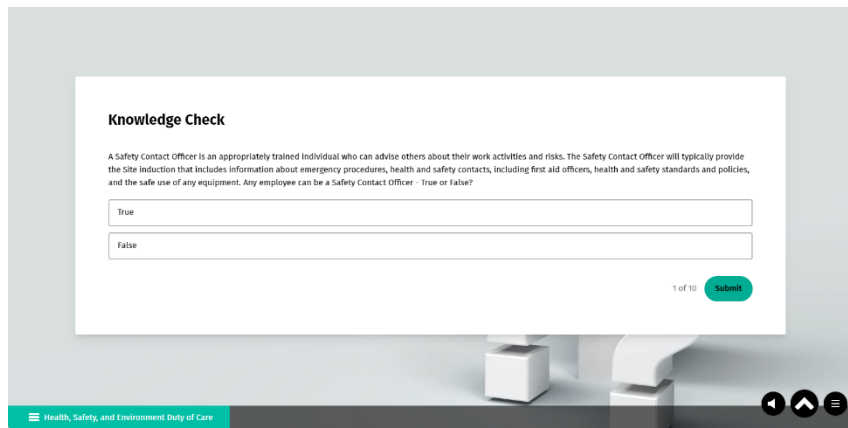 Knowledge Check
A Safety Contact Officer is an appropriately trained individual who can advise others about their work activities and risks. The Safety Contact Officer will typically provide
the Site induction that includes information about emergency procedures, health and safety contacts, including first aid officers, health and safety standards and policies,
and the safe use of any equipment. Any employee can be a Safety Contact Officer - True or False?
True
False
1 of 10 Submit
Health, Safety, and Environment Duty of Care